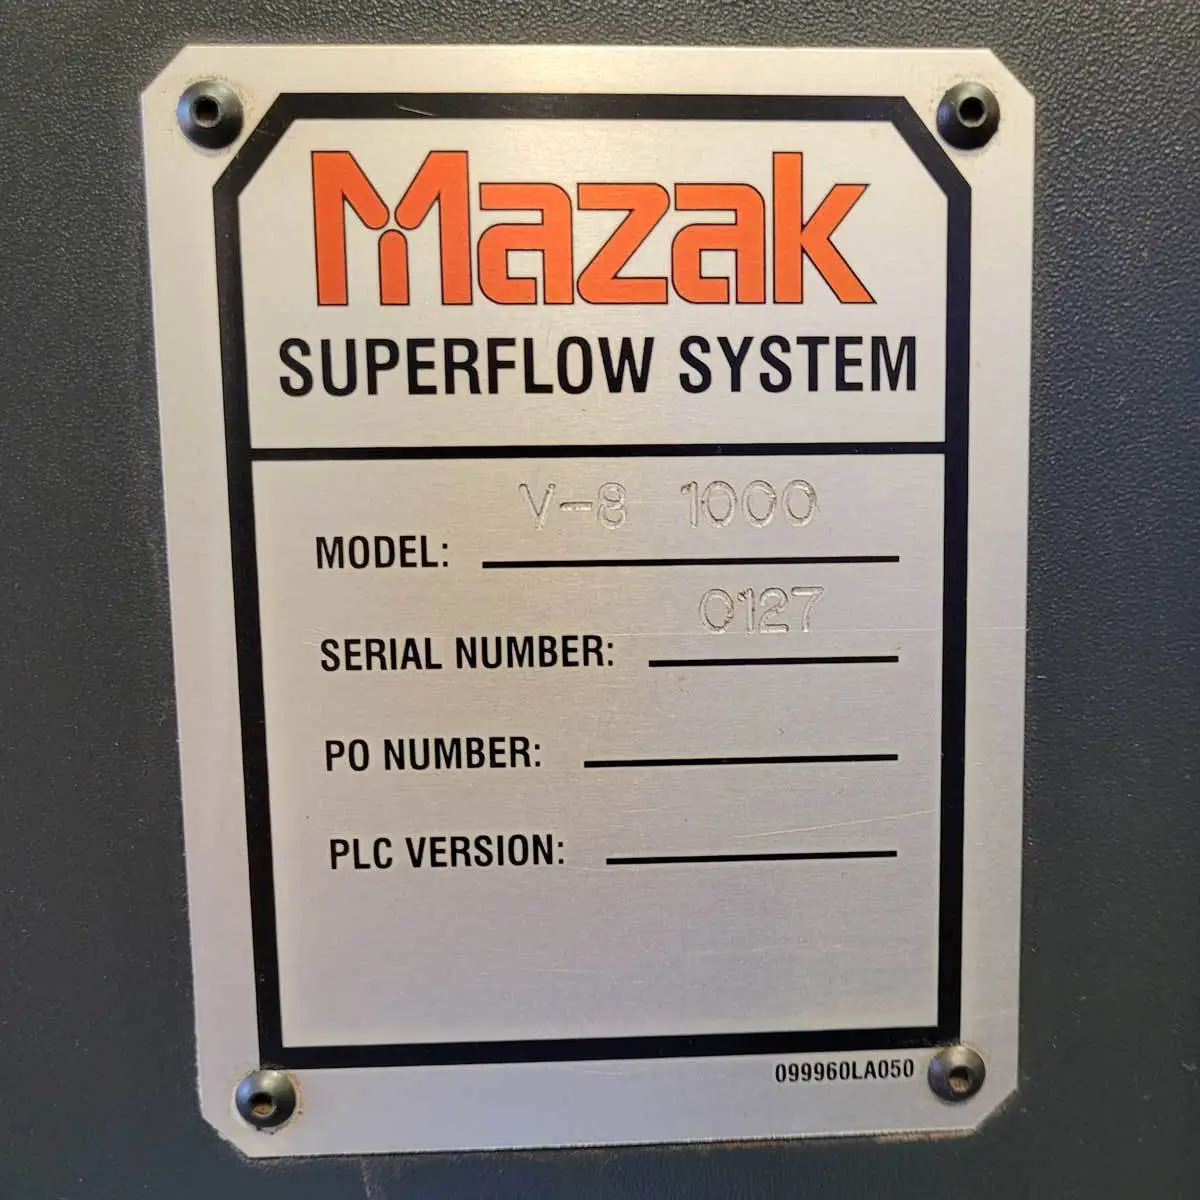 Mazak
SUPERFLOW SYSTEM
MODEL: V-8 1000
SERIAL NUMBER: 0127
PO NUMBER:
PLC VERSION:
099960LA050